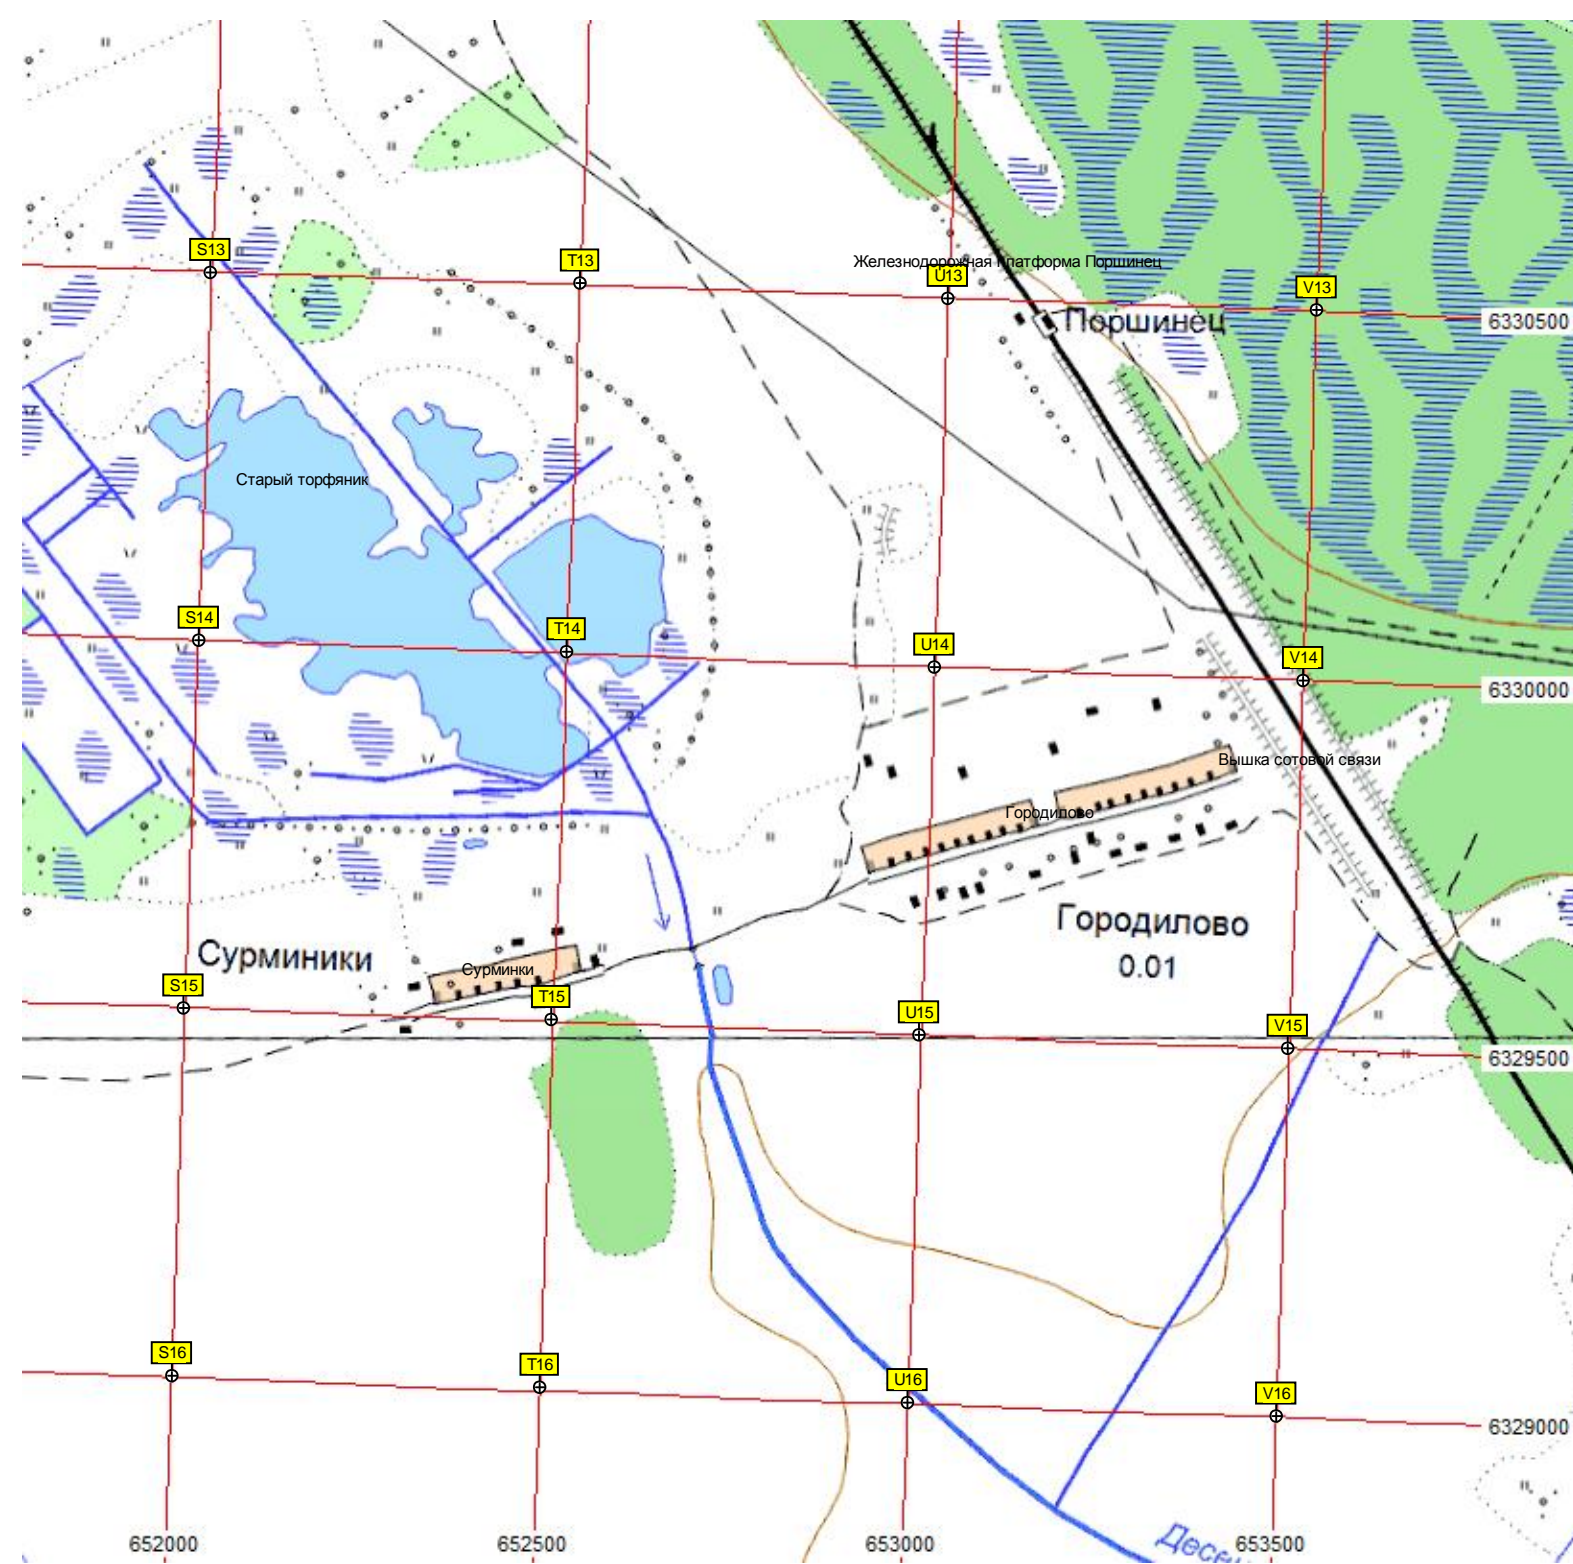 S13
T13
Железнодорожная платформа Поршинец
U13
V13
Поршинец
6330500
Старый торфяник
S14
T14
U14
V14
6330000
Вышка сотовой связи
Городилово
Городилово
0.01
Сурминики
Сурминки
S15
T15
U15
V15
6329500
S16
T16
U16
V16
6329000
652000
652500
653000
653500